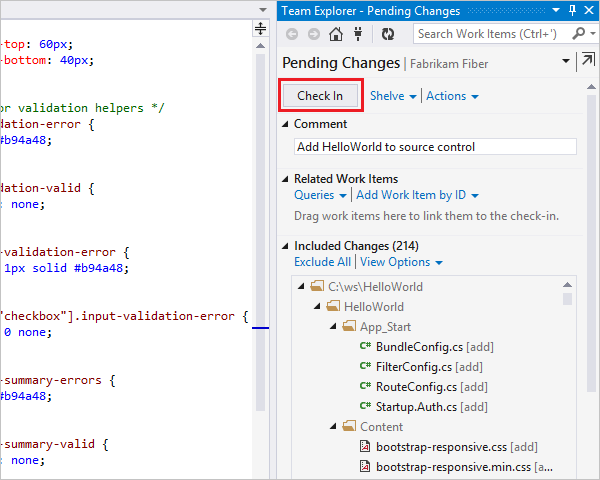 -top: 60px;
-bottom: 40px;
or validation helpers */
dation-error {
#b94a48;
dation-valid {
: none;
-validation-error {
1px solid #b94a48;
"checkbox"].input-validation-error {
0 none;
-summary-errors {
#b94a48;
-summary-valid {
: none;
Team Explorer - Pending Changes
Search Work Items (Ctrl+')
Pending Changes | Fabrikam Fiber
Check In Shelve | Actions
Comment
Add HelloWorld to source control
Related Work Items
Queries | Add Work Item by ID
Drag work items here to link them to the check-in.
Included Changes (214)
Exclude All | View Options
C:\ws\HelloWorld
HelloWorld
App_Start
C# BundleConfig.cs [add]
C# FilterConfig.cs [add]
C# RouteConfig.cs [add]
C# Startup.Auth.cs [add]
Content
bootstrap-responsive.css [add]
bootstrap-responsive.min.css [a...